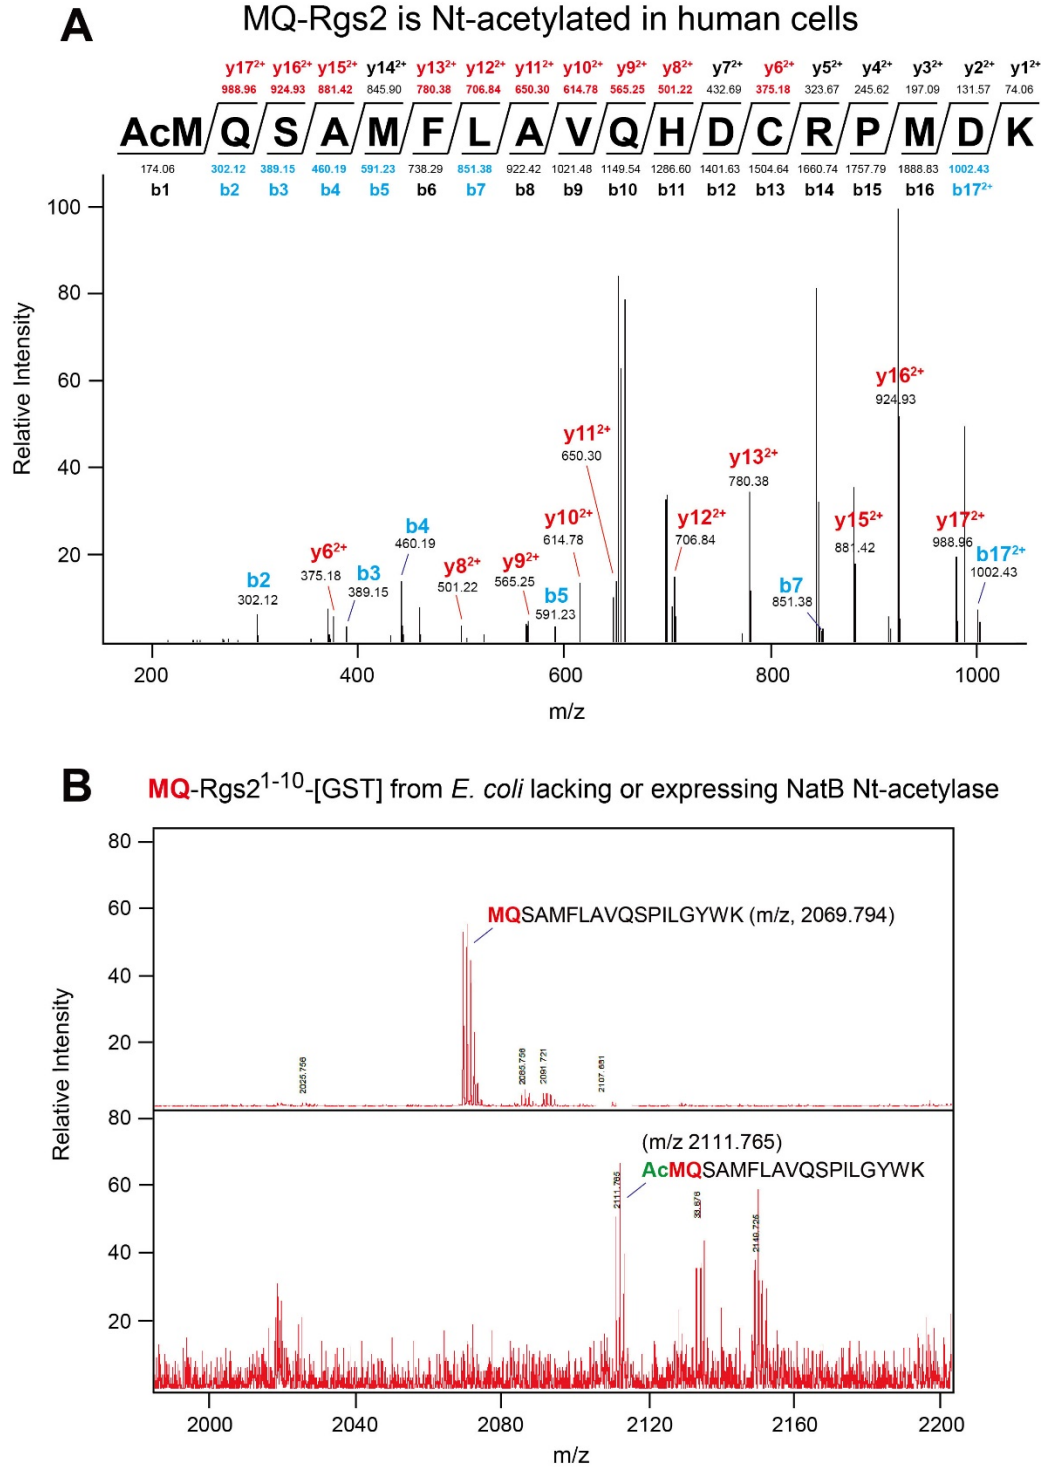 A
MQ-Rgs2 is Nt-acetylated in human cells
y17²⁺ y16²⁺ y15²⁺ y14²⁺ y13²⁺ y12²⁺ y11²⁺ y10²⁺ y9²⁺ y8²⁺ y7²⁺ y6²⁺ y5²⁺ y4²⁺ y3²⁺ y2²⁺ y1²⁺
988.96 924.93 881.42 845.90 780.38 706.84 650.30 614.78 565.25 501.22 432.69 375.18 323.67 245.62 197.09 131.57 74.06
AcM Q S A M F L A V Q H D C R P M D K
174.06 302.12 389.15 460.19 591.23 738.29 851.38 922.42 1021.48 1149.54 1286.60 1401.63 1504.64 1660.74 1757.79 1888.83 1002.43
b1 b2 b3 b4 b5 b6 b7 b8 b9 b10 b11 b12 b13 b14 b15 b16 b17²⁺
100
80
60
40
20
Relative Intensity
b2
302.12
y6²⁺
375.18
b3
389.15
b4
460.19
y8²⁺
501.22
y9²⁺
565.25
b5
591.23
y10²⁺
614.78
y11²⁺
650.30
y12²⁺
706.84
y13²⁺
780.38
b7
851.38
y15²⁺
881.42
y16²⁺
924.93
y17²⁺
988.96
b17²⁺
1002.43
200 400 600 800 1000
m/z
B
MQ-Rgs2¹⁻¹⁰-[GST] from E. coli lacking or expressing NatB Nt-acetylase
80
60
40
20
Relative Intensity
MQSAMFLAVQSPILGYWK (m/z, 2069.794)
2025.756
2085.756
2091.721
2107.681
80
60
40
20
Relative Intensity
(m/z 2111.765)
AcMQSAMFLAVQSPILGYWK
2111.765
33.676
2149.725
2000 2040 2080 2120 2160 2200
m/z